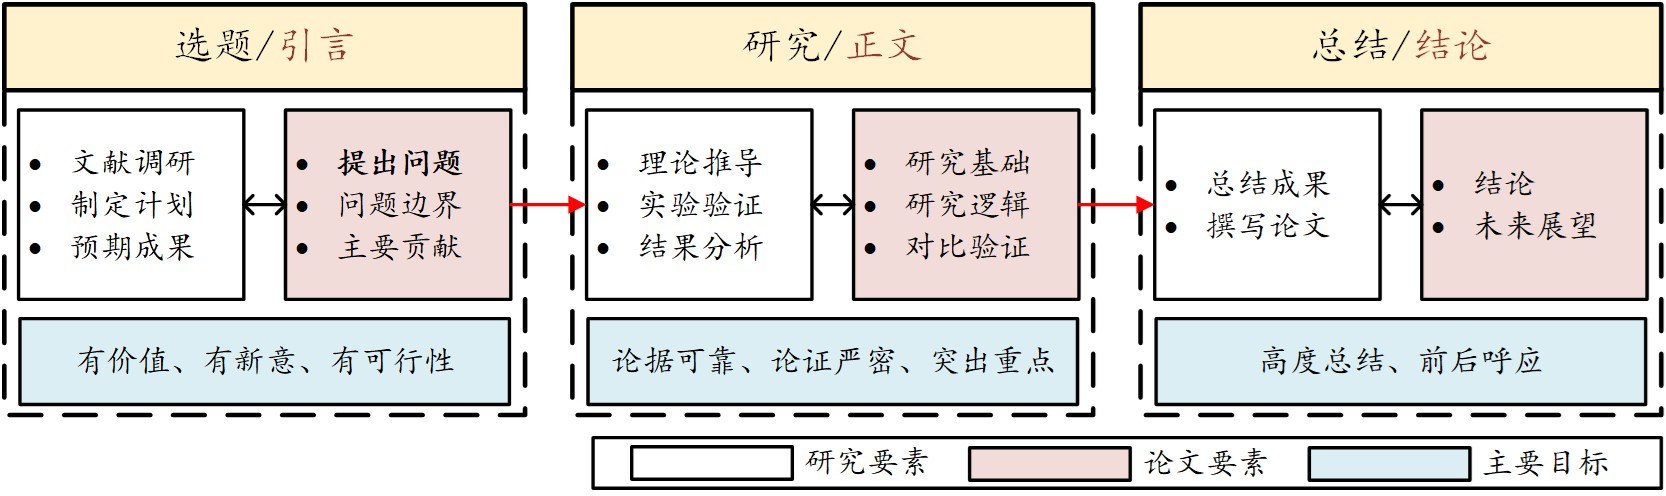 选题/引言
• 文献调研
• 制定计划
• 预期成果
• 提出问题
• 问题边界
• 主要贡献
有价值、有新意、有可行性
研究/正文
• 理论推导
• 实验验证
• 结果分析
• 研究基础
• 研究逻辑
• 对比验证
论据可靠、论证严密、突出重点
总结/结论
• 总结成果
• 撰写论文
• 结论
• 未来展望
高度总结、前后呼应
研究要素
论文要素
主要目标